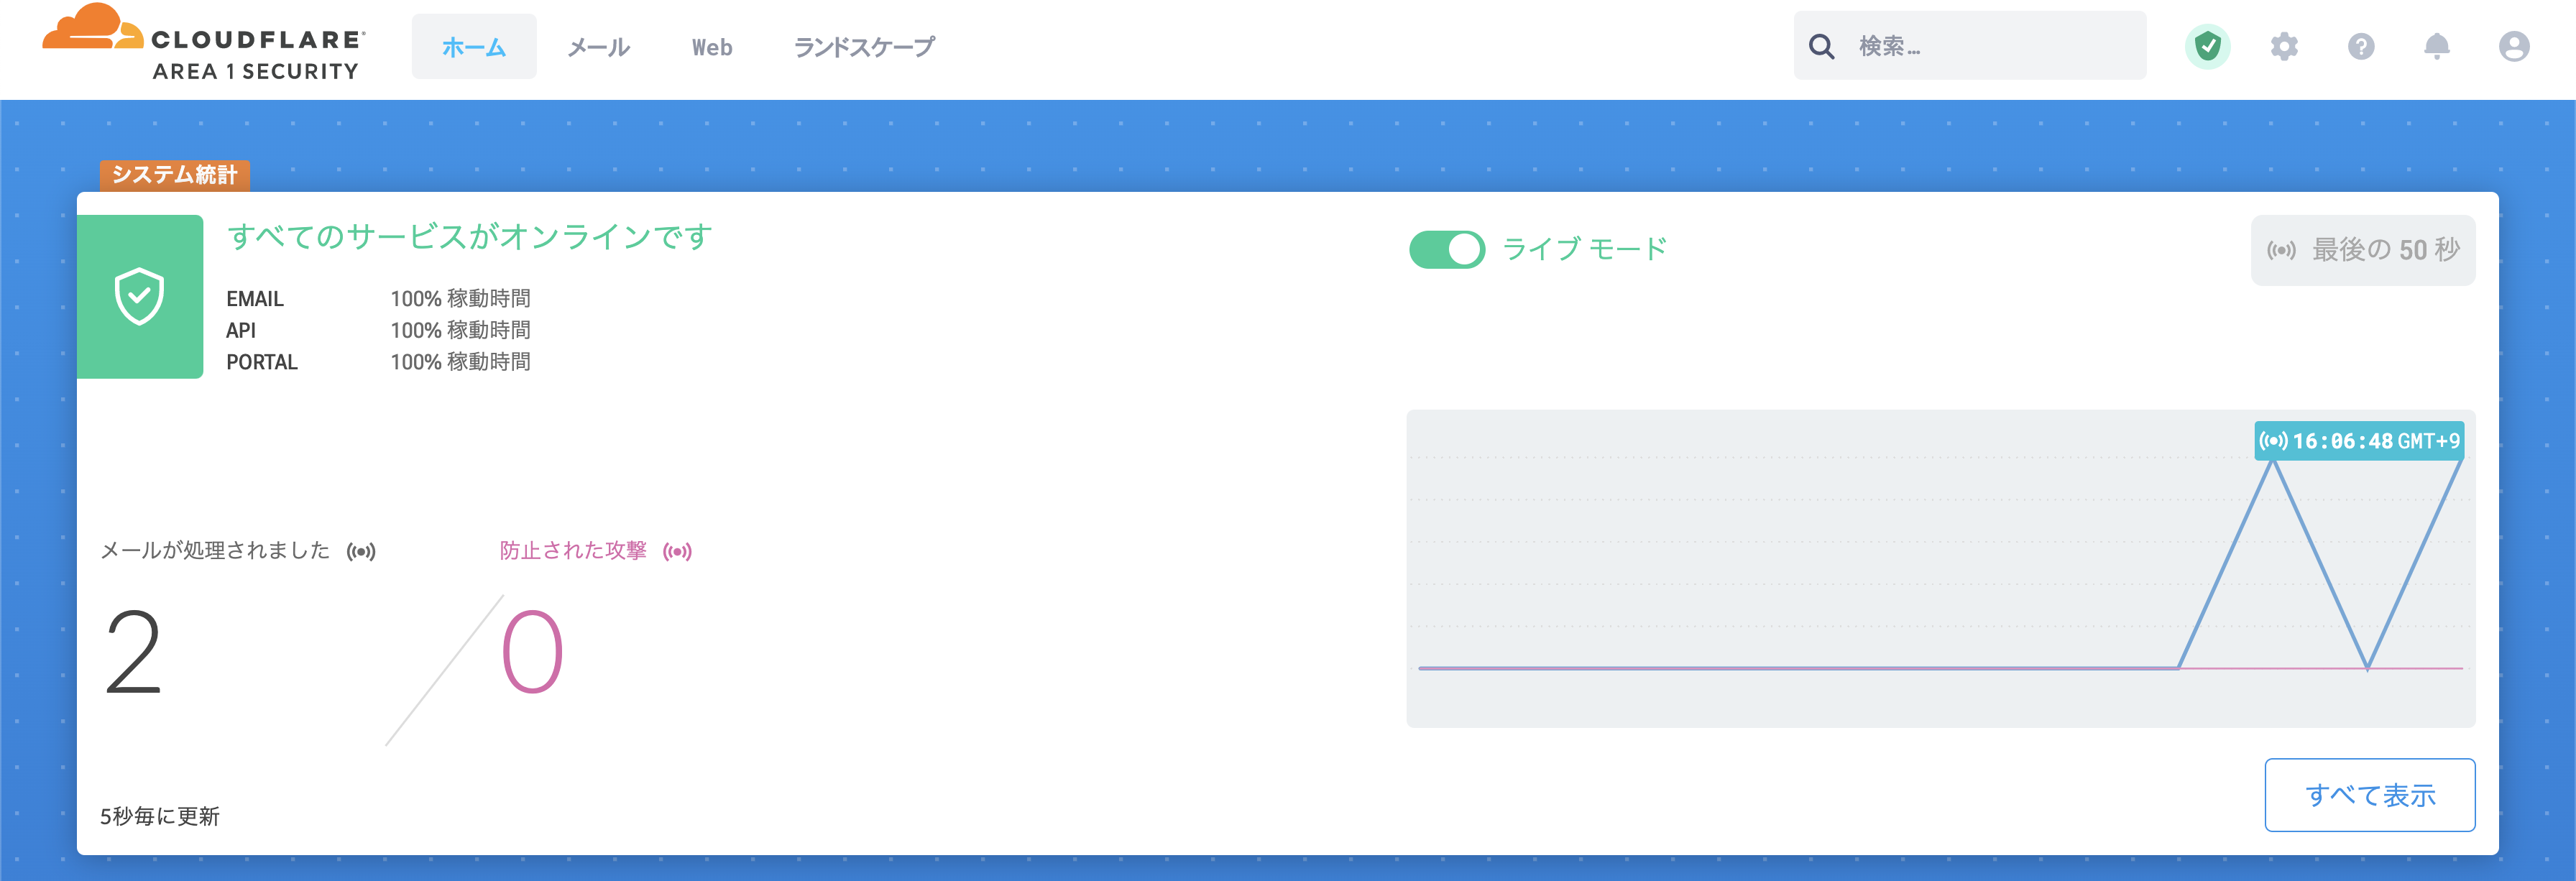 CLOUDFLARE
AREA 1 SECURITY
ホーム
メール
Web
ランドスケープ
検索...
システム統計
すべてのサービスがオンラインです
EMAIL 100% 稼動時間
API 100% 稼動時間
PORTAL 100% 稼動時間
ライブ モード
最後の 50 秒
16:06:48 GMT+9
メールが処理されました
防止された攻撃
2
0
5秒毎に更新
すべて表示